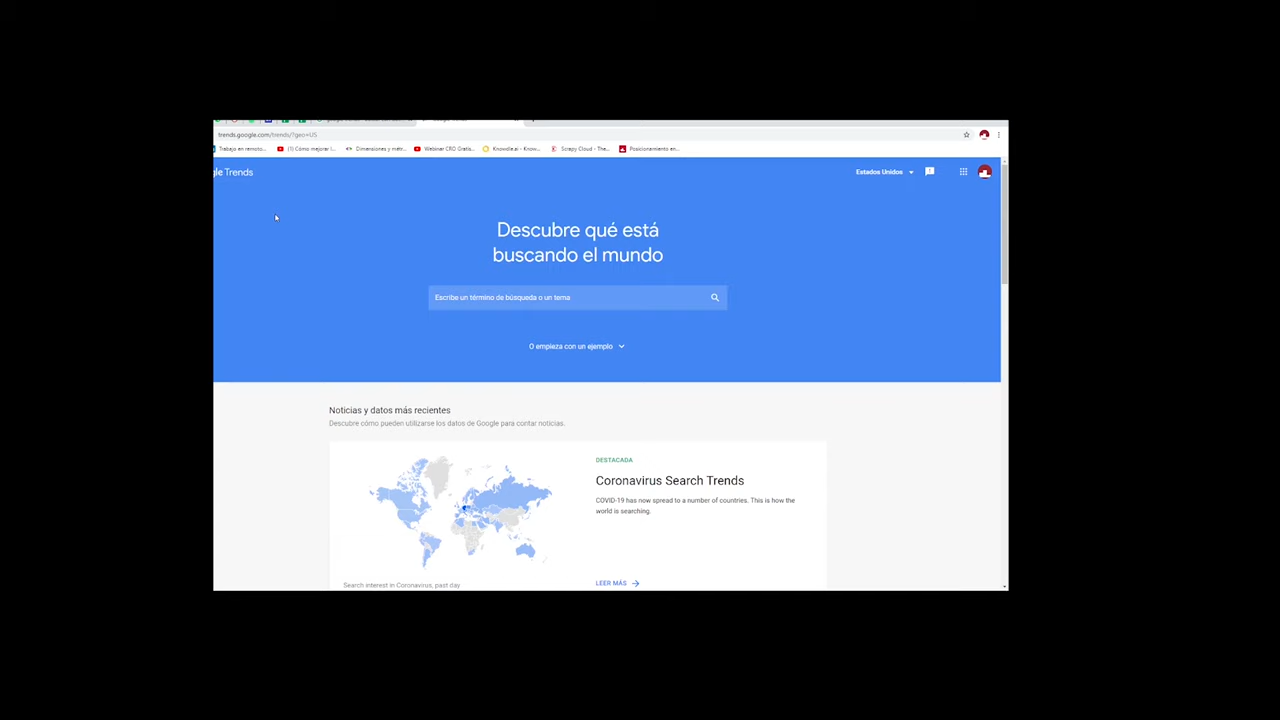 trends.google.com/trends/?geo=US
Trabajo en remoto... (1) Cómo mejorar l... Dimensiones y métr... Webinar CRO Gratis... Knowdle.ai - Know... Scrapy Cloud - The... Posicionamiento en...
gle Trends
Estados Unidos
Descubre qué está
buscando el mundo
Escribe un término de búsqueda o un tema
O empieza con un ejemplo
Noticias y datos más recientes
Descubre cómo pueden utilizarse los datos de Google para contar noticias.
DESTACADA
Coronavirus Search Trends
COVID-19 has now spread to a number of countries. This is how the
world is searching.
Search interest in Coronavirus, past day
LEER MÁS